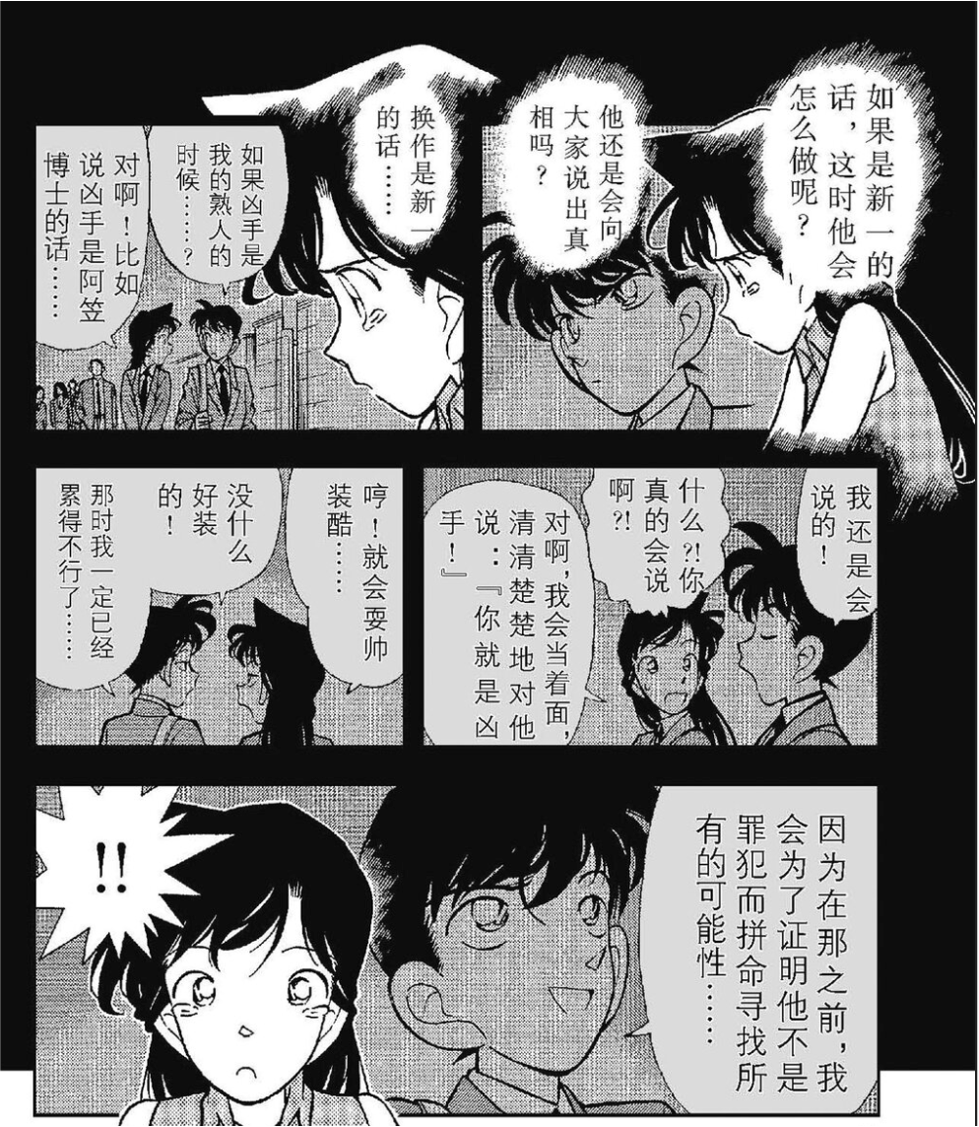 如果是新一的
话，这时他会
怎么做呢？
他还是会向
大家说出真
相吗？
换作是新一
的话……
如果凶手是
我的熟人的
时候……？
对啊！比如
说凶手是阿笠
博士的话……
我还是会
说的！
什么?!你
真的会说
啊?!
对啊，我会当着面，
清清楚楚地对他
说：『你就是凶
手！』
哼！就会耍帅
装酷……
没什么
好装
的！
那时我一定已经
累得不行了……
因为在那之前，我
会为了证明他不是
罪犯而拼命寻找所
有的可能性……
!!